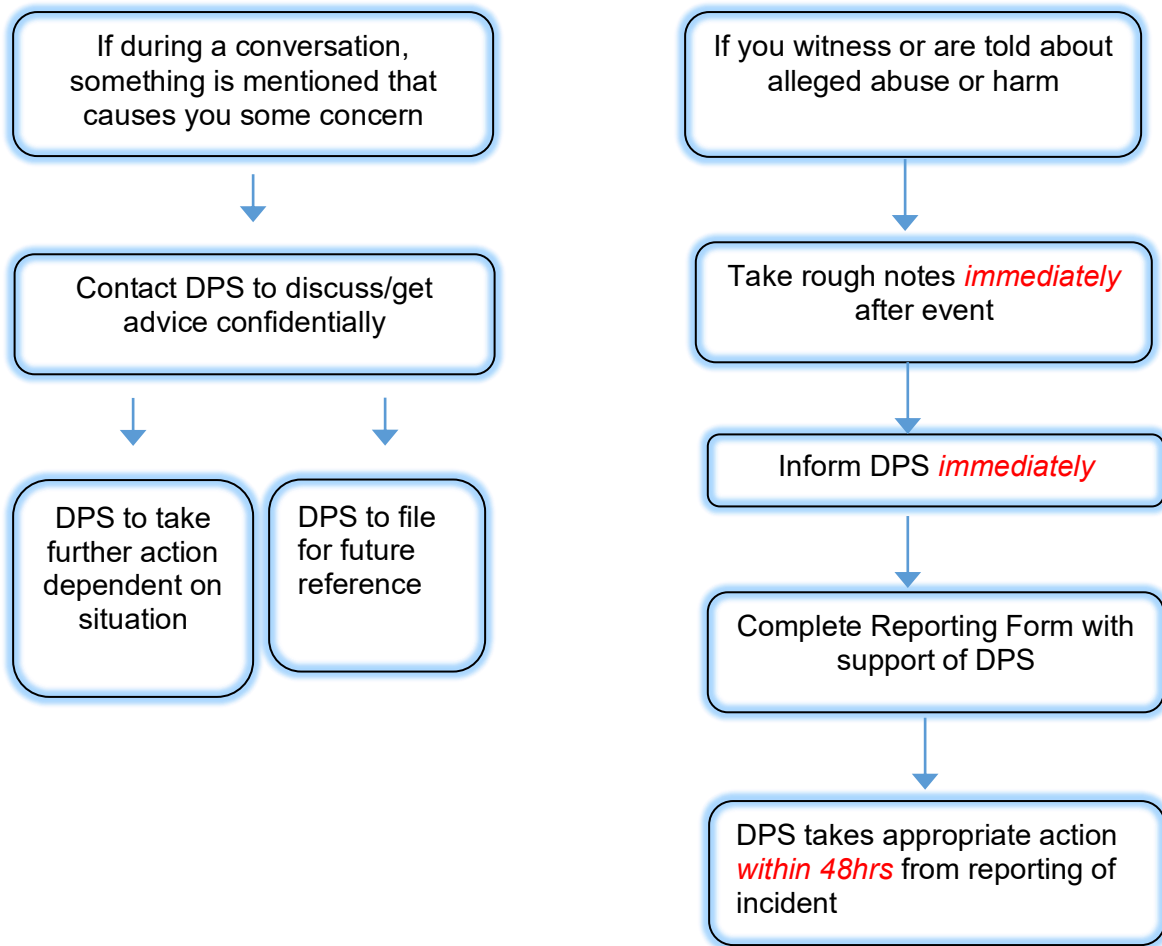 If during a conversation,
something is mentioned that
causes you some concern
Contact DPS to discuss/get
advice confidentially
DPS to take
further action
dependent on
situation
DPS to file
for future
reference
If you witness or are told about
alleged abuse or harm
Take rough notes immediately
after event
Inform DPS immediately
Complete Reporting Form with
support of DPS
DPS takes appropriate action
within 48hrs from reporting of
incident